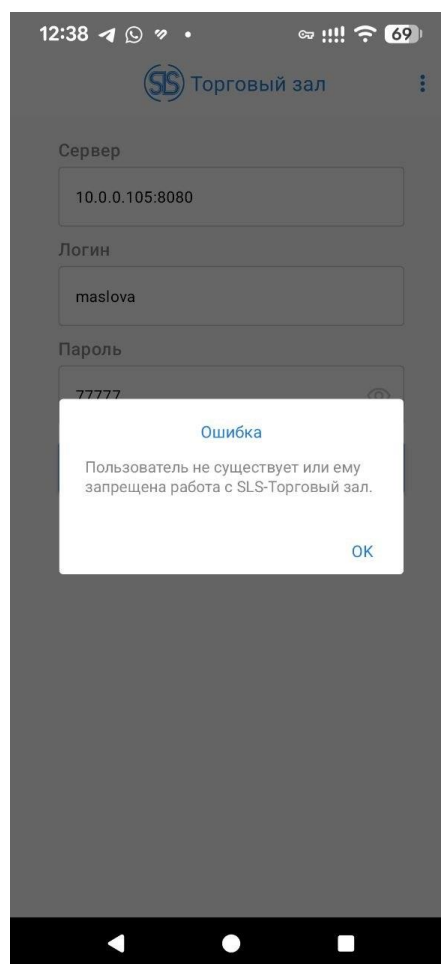 12:38 69
SLS Торговый зал
Сервер
10.0.0.105:8080
Логин
maslova
Пароль
77777
Ошибка
Пользователь не существует или ему
запрещена работа с SLS-Торговый зал.
OK